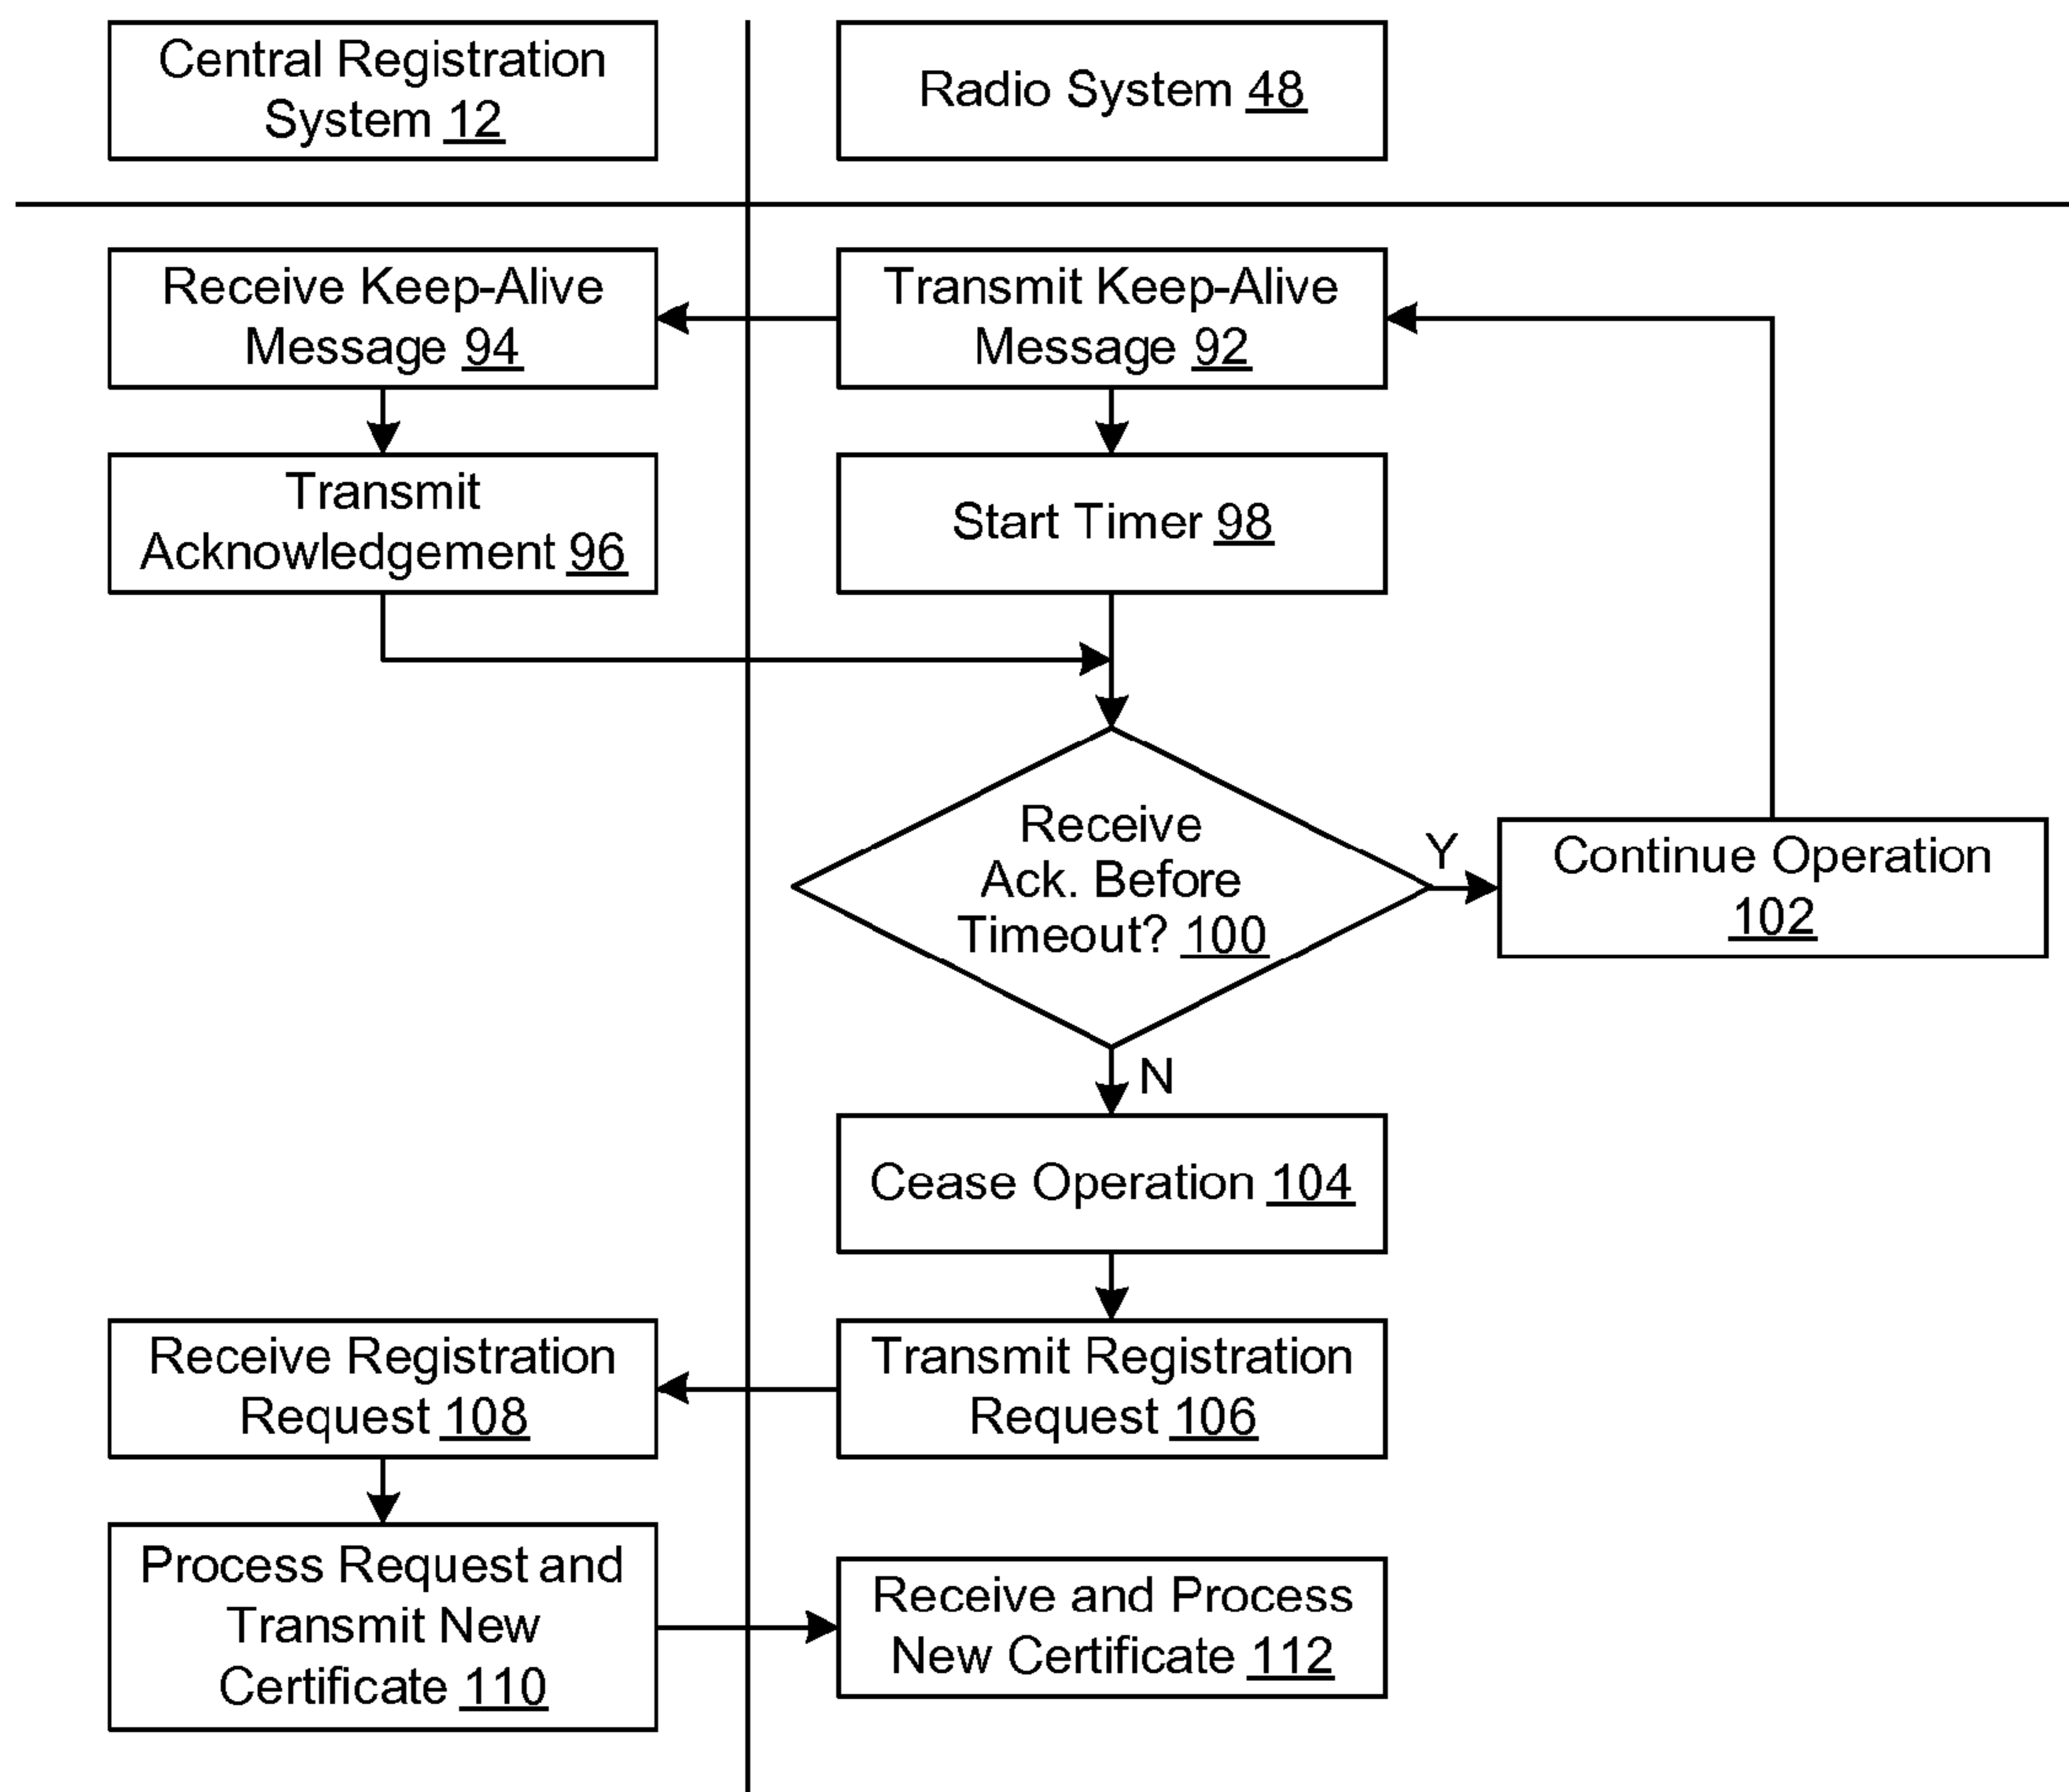 Central Registration
System 12
Radio System 48
Receive Keep-Alive
Message 94
Transmit Keep-Alive
Message 92
Transmit
Acknowledgement 96
Start Timer 98
Receive
Ack. Before
Timeout? 100
Y
Continue Operation
102
N
Cease Operation 104
Receive Registration
Request 108
Transmit Registration
Request 106
Process Request and
Transmit New
Certificate 110
Receive and Process
New Certificate 112